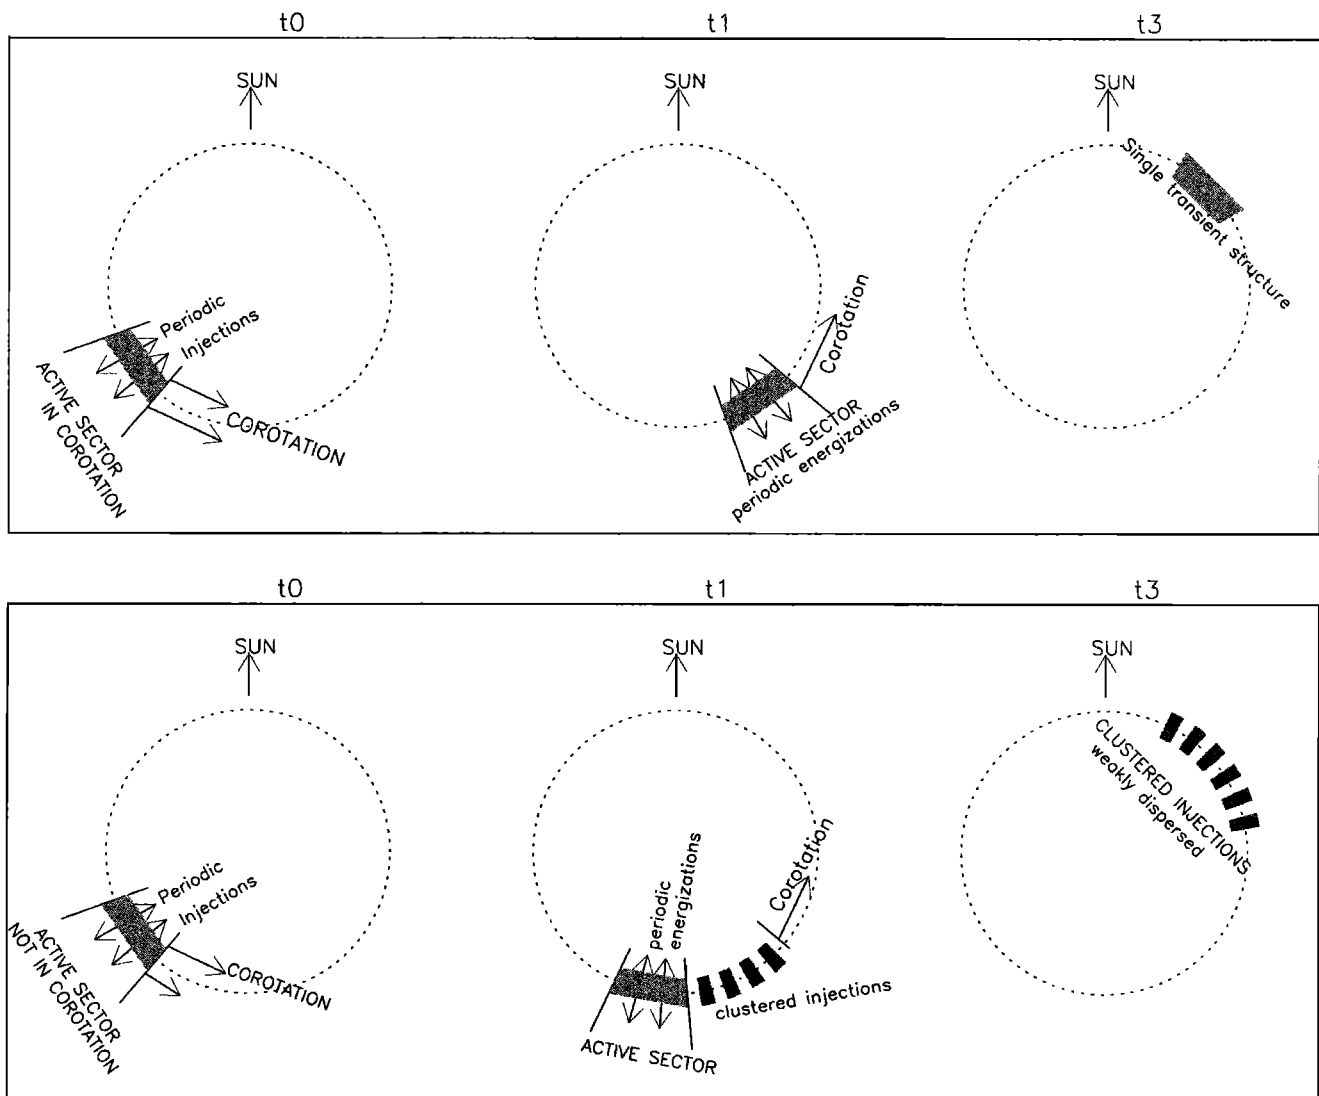 t0
t1
t3
SUN
SUN
SUN
Periodic
Injections
COROTATION
ACTIVE SECTOR
IN COROTATION
Corotation
ACTIVE SECTOR
periodic energizations
Single transient structure
t0
t1
t3
SUN
SUN
SUN
Periodic
Injections
COROTATION
ACTIVE SECTOR
NOT IN COROTATION
periodic
energizations
Corotation
clustered injections
ACTIVE SECTOR
CLUSTERED INJECTIONS
weakly dispersed